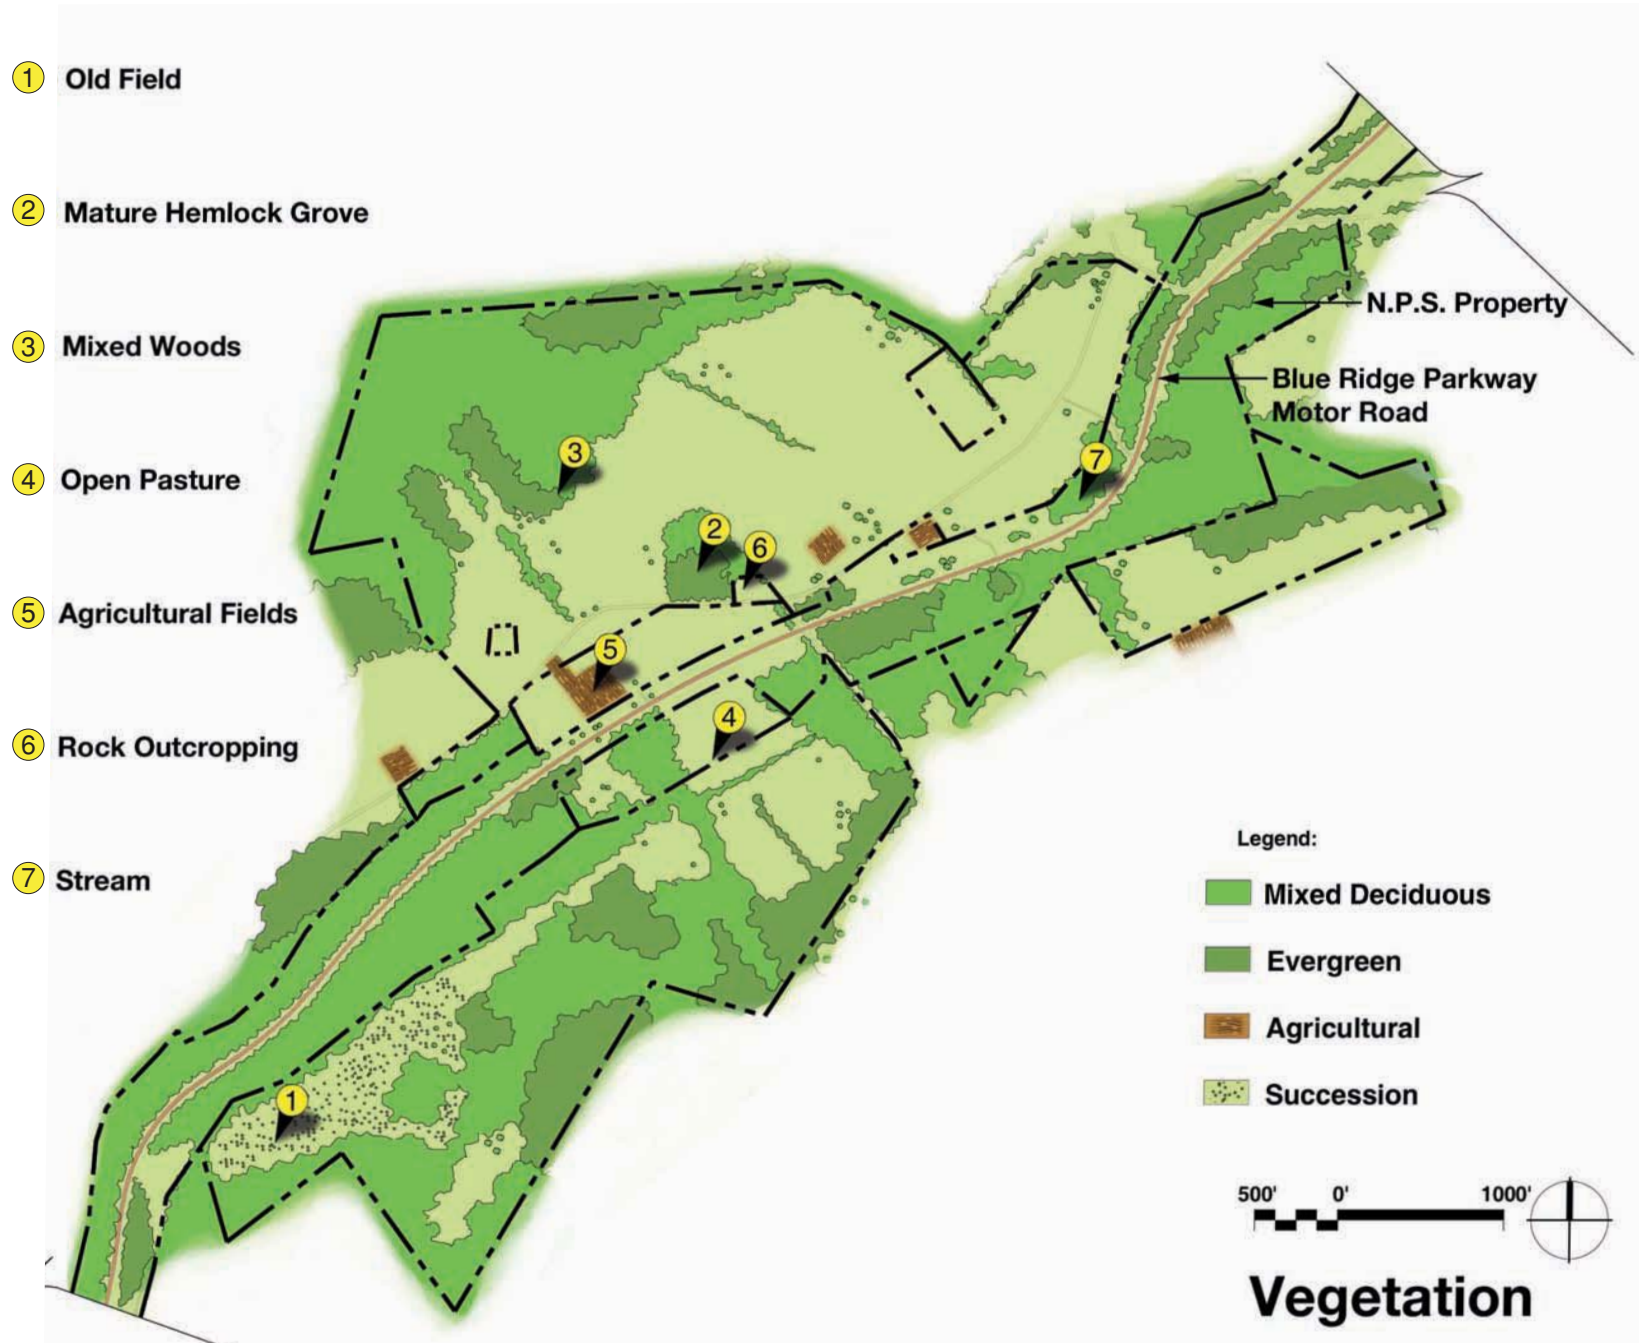 1 Old Field
2 Mature Hemlock Grove
3 Mixed Woods
4 Open Pasture
5 Agricultural Fields
6 Rock Outcropping
7 Stream
N.P.S. Property
Blue Ridge Parkway
Motor Road
3
7
2
6
5
4
1
Legend:
Mixed Deciduous
Evergreen
Agricultural
Succession
500' 0' 1000'
Vegetation